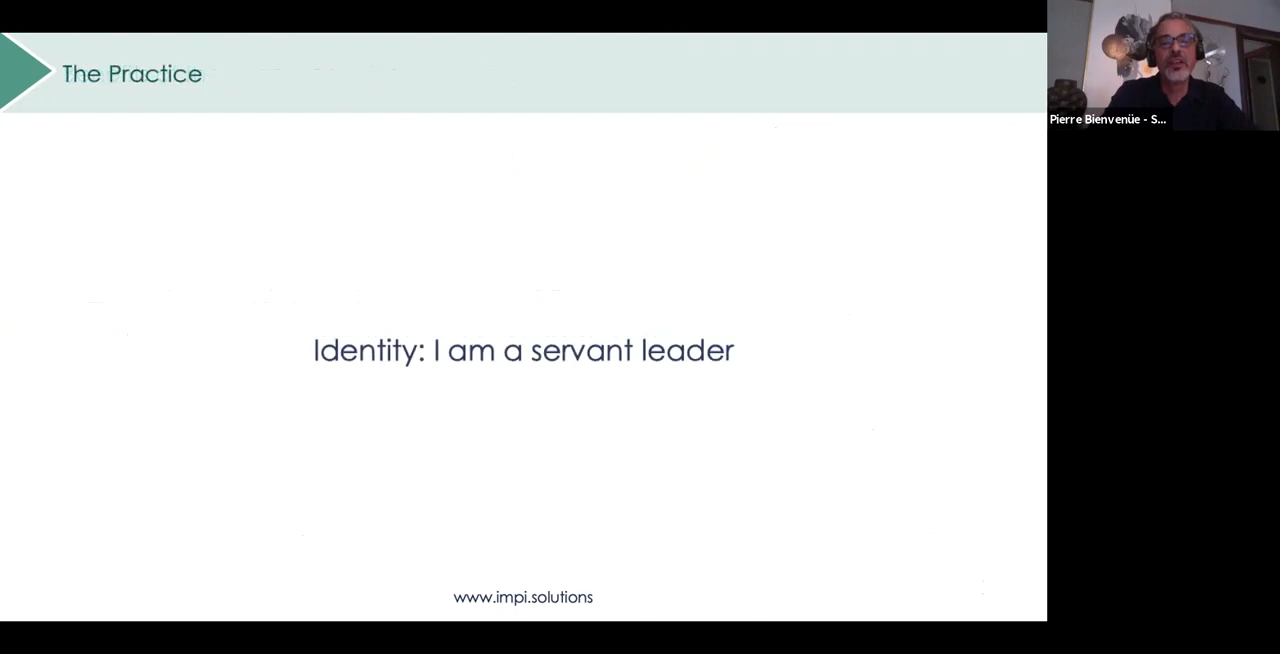 The Practice
Pierre Bienvenüe - S...
Identity: I am a servant leader
www.impi.solutions